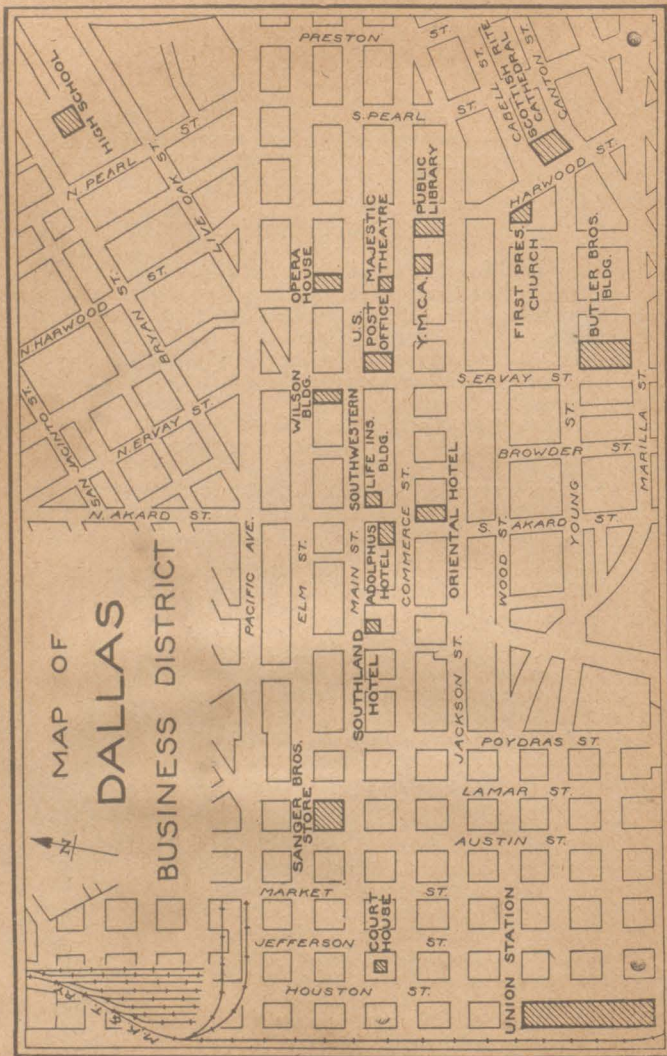 MAP OF
DALLAS
BUSINESS DISTRICT
N
M.K. & T. RY.
HIGH SCHOOL
N. PEARL ST.
LIVE OAK ST.
N. HARWOOD ST.
BRYAN ST.
SAN JACINTO ST.
N. ERVAY ST.
N. AKARD ST.
PACIFIC AVE.
ELM ST.
MAIN ST.
COMMERCE ST.
JACKSON ST.
WOOD ST.
YOUNG ST.
MARILLA ST.
PRESTON ST.
S. PEARL ST.
CABELL ST.
SCOTTISH RITE
CATHEDRAL
CANTON ST.
HARWOOD ST.
OPERA
HOUSE
MAJESTIC
THEATRE
PUBLIC
LIBRARY
Y.M.C.A.
U.S.
POST
OFFICE
FIRST PRES.
CHURCH
BUTLER BROS.
BLDG.
WILSON
BLDG.
S. ERVAY ST.
SOUTHWESTERN
LIFE INS.
BLDG.
BROWDER ST.
ADOLPHUS
HOTEL
ORIENTAL HOTEL
S. AKARD ST.
SOUTHLAND
HOTEL
POYDRAS ST.
SANGER BROS.
STORE
LAMAR ST.
AUSTIN ST.
MARKET ST.
COURT
HOUSE
JEFFERSON ST.
HOUSTON ST.
UNION STATION